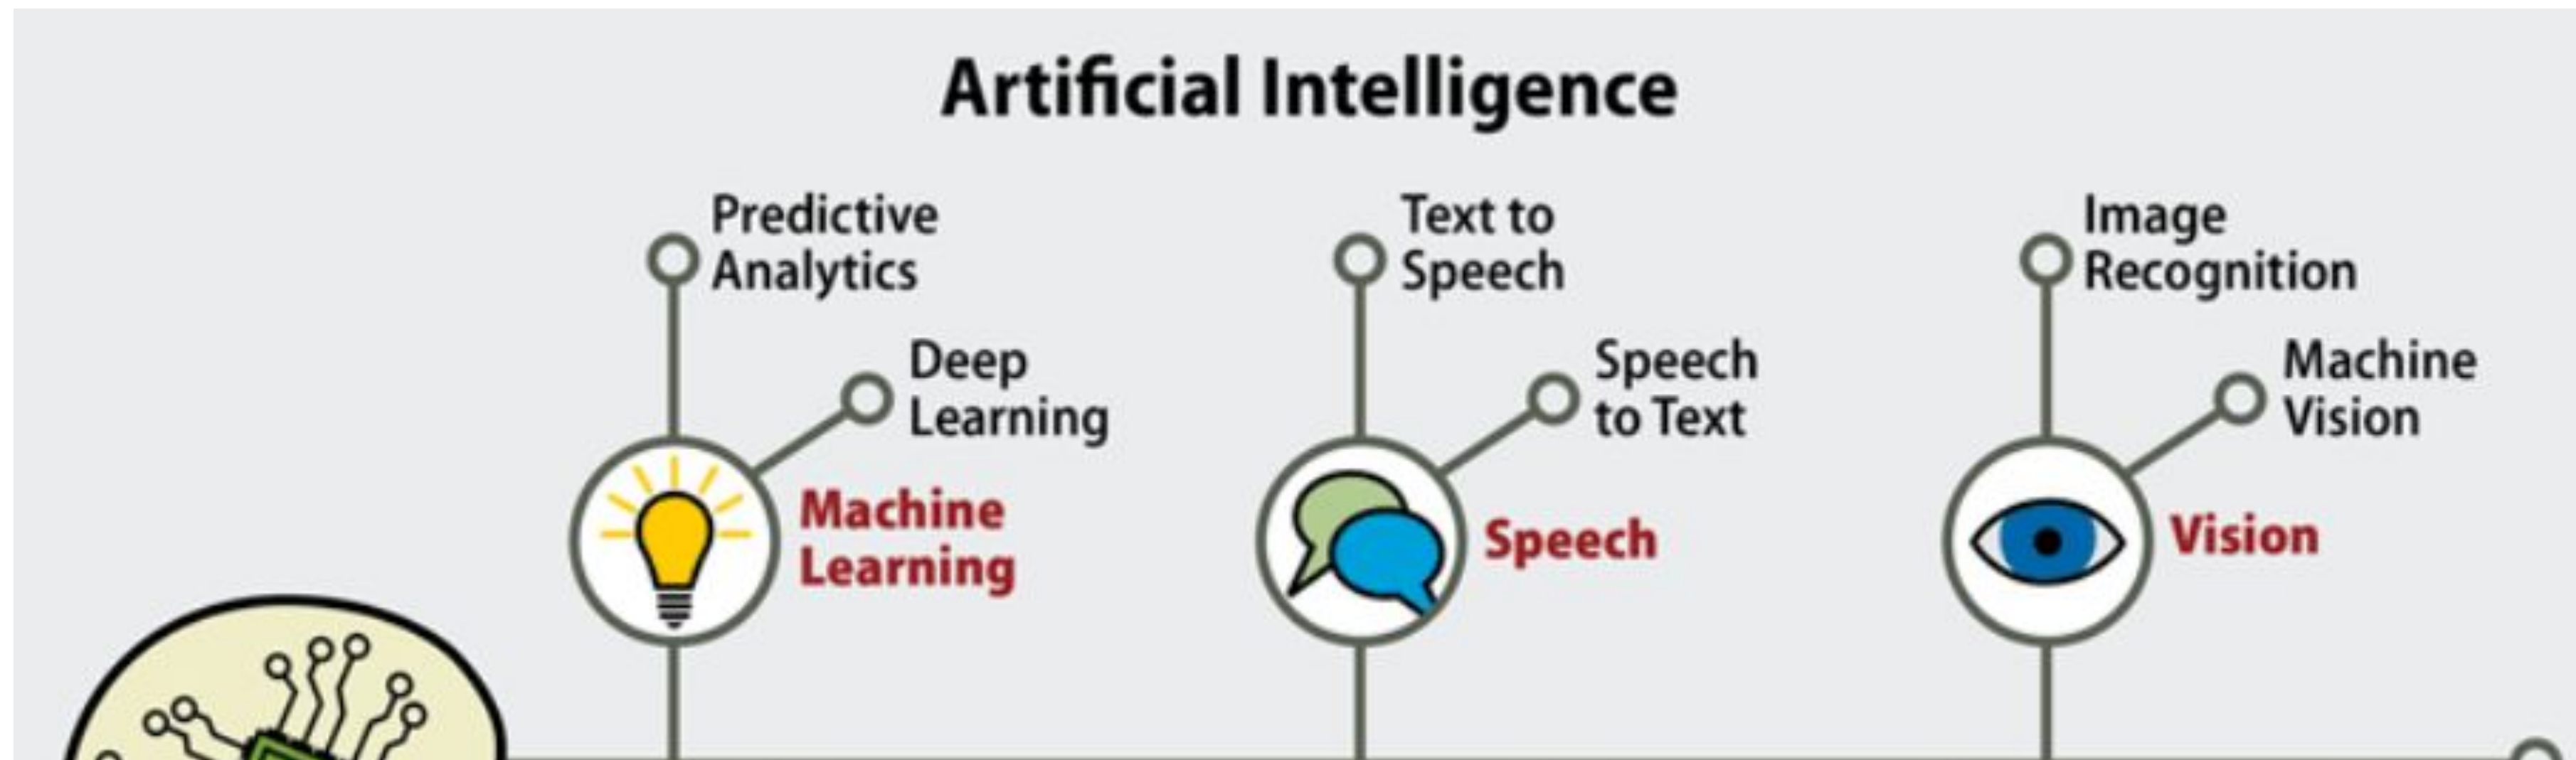 Artificial Intelligence
Predictive
Analytics
Deep
Learning
Machine
Learning
Text to
Speech
Speech
to Text
Speech
Image
Recognition
Machine
Vision
Vision